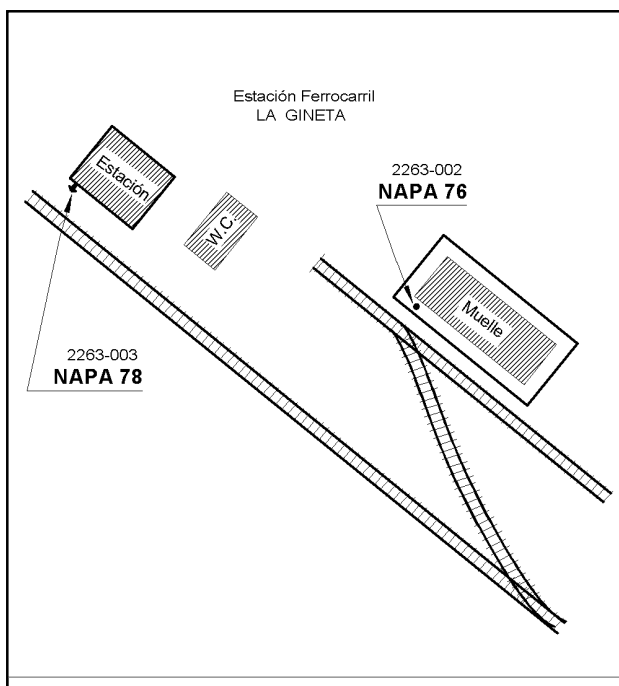 Estación Ferrocarril
LA GINETA
Estación
W.C.
2263-002
NAPA 76
Muelle
2263-003
NAPA 78